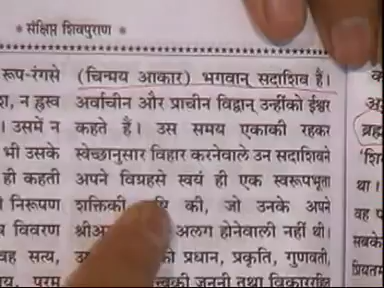 * संक्षिप्त शिवपुराण *
रूप-रंगसे
(चिन्मय आकार) भगवान् सदाशिव हैं।
न ह्रस्व अर्वाचीन और प्राचीन विद्वान् उन्हींको ईश्वर
। उसमें न कहते हैं। उस समय एकाकी रहकर
भी उसके स्वेच्छानुसार विहार करनेवाले उन सदाशिवने
ही कहती अपने विग्रहसे स्वयं ही एक स्वरूपभूता
निरूपण शक्तिकी की, जो उनके अपने
विवरण अलग होनेवाली नहीं थी।
वह सत्य, प्रधान, प्रकृति, गुणवती,
परम जननी तथा